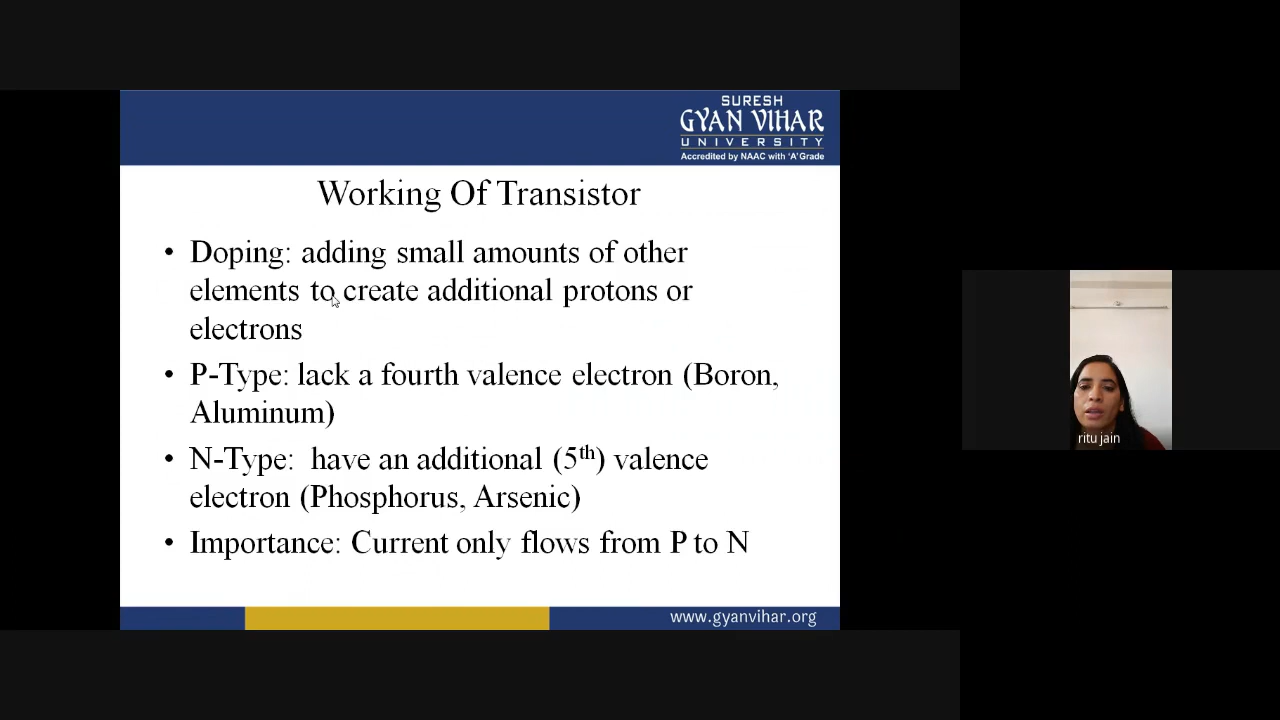 SURESH
GYAN VIHAR
UNIVERSITY
Accredited by NAAC with 'A' Grade
Working Of Transistor
• Doping: adding small amounts of other
elements to create additional protons or
electrons
• P-Type: lack a fourth valence electron (Boron,
Aluminum)
• N-Type: have an additional (5th) valence
electron (Phosphorus, Arsenic)
• Importance: Current only flows from P to N
www.gyanvihar.org
ritu jain